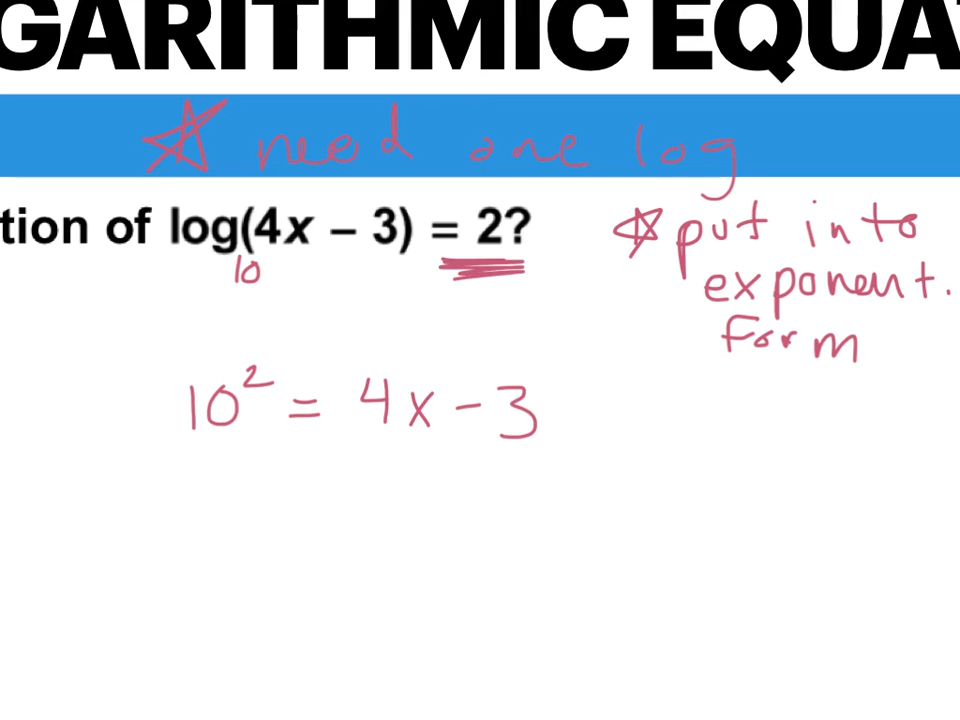 GARITHMIC EQUA
☆ need one log
tion of log(4x – 3) = 2?
10
☆ put into
exponent.
form
10² = 4x - 3